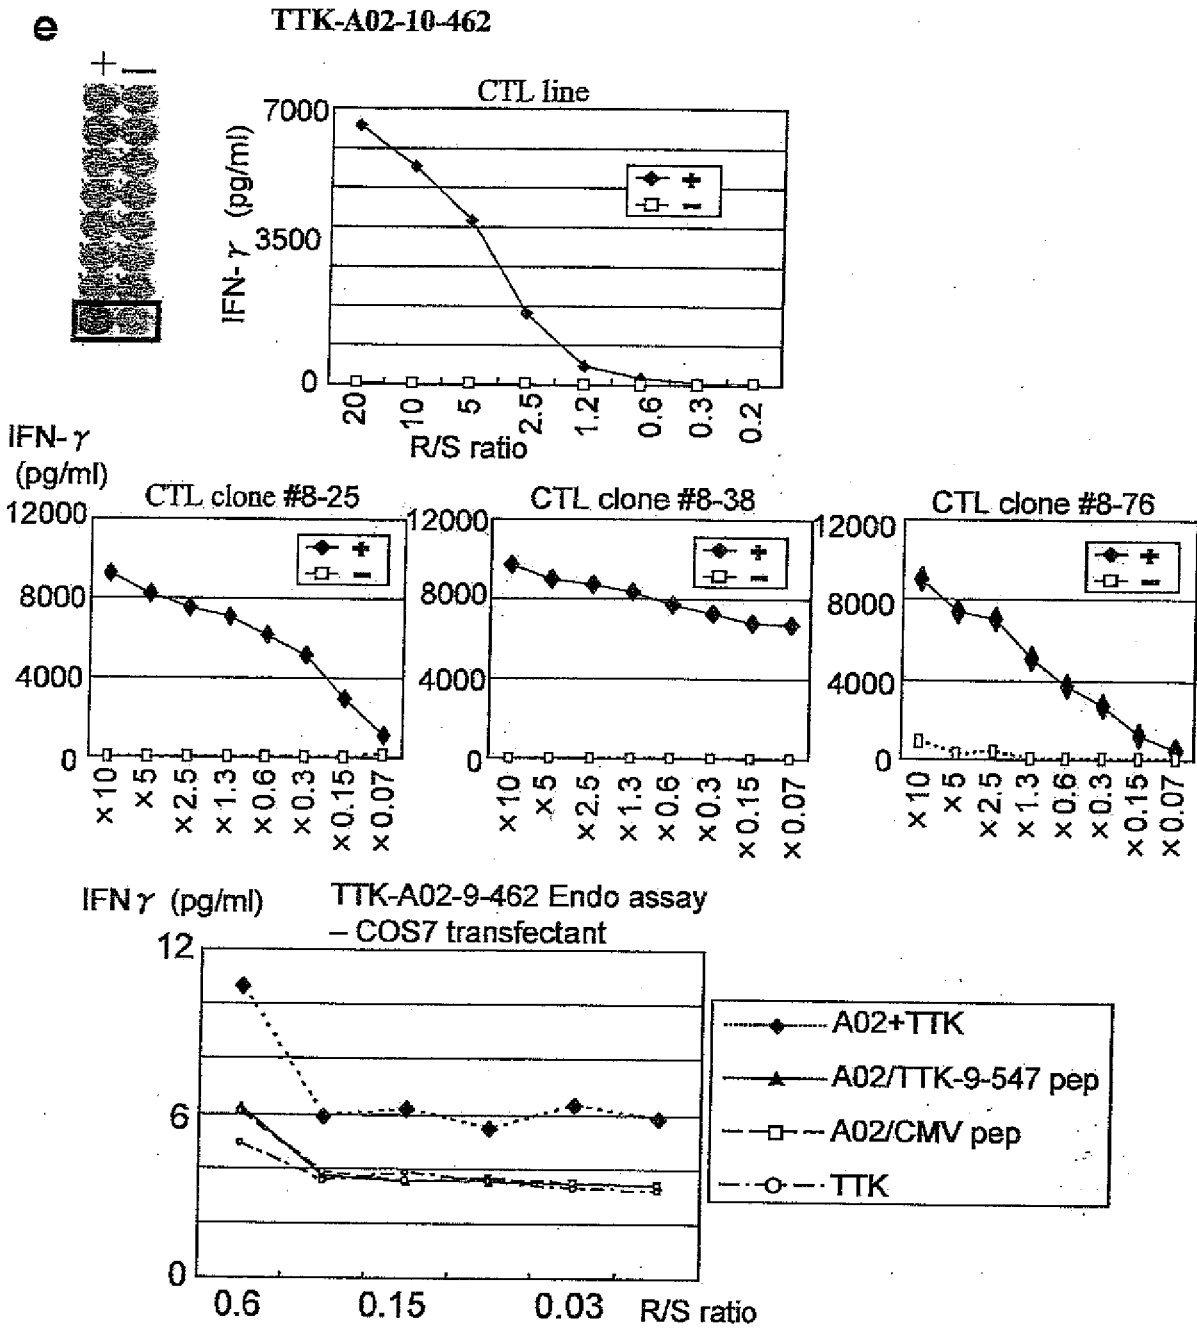 e
TTK-A02-10-462
+ −
CTL line
IFN-γ (pg/ml)
7000
3500
0
+
−
20 10 5 2.5 1.2 0.6 0.3 0.2
R/S ratio
IFN-γ
(pg/ml)
CTL clone #8-25
12000
8000
4000
0
+
−
×10 ×5 ×2.5 ×1.3 ×0.6 ×0.3 ×0.15 ×0.07
CTL clone #8-38
12000
8000
4000
0
+
−
×10 ×5 ×2.5 ×1.3 ×0.6 ×0.3 ×0.15 ×0.07
CTL clone #8-76
12000
8000
4000
0
+
−
×10 ×5 ×2.5 ×1.3 ×0.6 ×0.3 ×0.15 ×0.07
IFNγ (pg/ml)
TTK-A02-9-462 Endo assay
– COS7 transfectant
12
6
0
0.6 0.15 0.03 R/S ratio
A02+TTK
A02/TTK-9-547 pep
A02/CMV pep
TTK